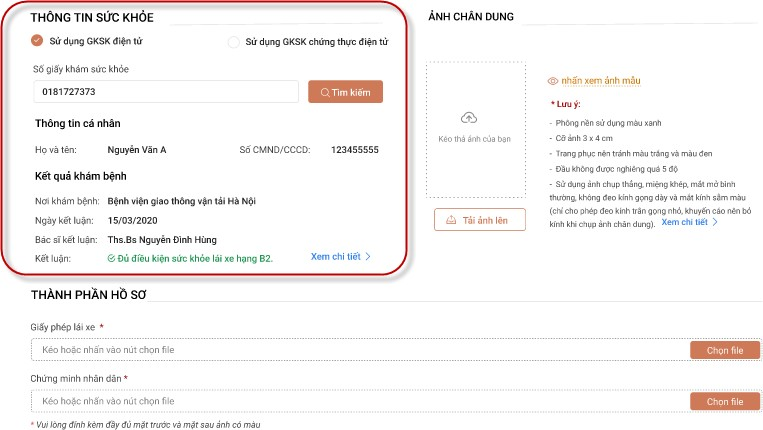 THÔNG TIN SỨC KHỎE
Sử dụng GKSK điện tử
Sử dụng GKSK chứng thực điện tử
Số giấy khám sức khỏe
0181727373
Tìm kiếm
Thông tin cá nhân
Họ và tên: Nguyễn Văn A Số CMND/CCCD: 123455555
Kết quả khám bệnh
Nơi khám bệnh: Bệnh viện giao thông vận tải Hà Nội
Ngày kết luận: 15/03/2020
Bác sĩ kết luận: Ths.Bs Nguyễn Đình Hùng
Kết luận: Đủ điều kiện sức khỏe lái xe hạng B2. Xem chi tiết
ẢNH CHÂN DUNG
Kéo thả ảnh của bạn
Tải ảnh lên
nhấn xem ảnh mẫu
* Lưu ý:
- Phông nền sử dụng màu xanh
- Cỡ ảnh 3 x 4 cm
- Trang phục nên tránh màu trắng và màu đen
- Đầu không được nghiêng quá 5 độ
- Sử dụng ảnh chụp thẳng, miệng khép, mắt mở bình
thường, không đeo kính gọng dày và mắt kính sẫm màu
(chỉ cho phép đeo kính trắng gọng nhỏ, khuyến cáo nên bỏ
kính khi chụp ảnh chân dung). Xem chi tiết
THÀNH PHẦN HỒ SƠ
Giấy phép lái xe *
Kéo hoặc nhấn vào nút chọn file
Chọn file
Chứng minh nhân dân *
Kéo hoặc nhấn vào nút chọn file
Chọn file
* Vui lòng đính kèm đầy đủ mặt trước và mặt sau ảnh có màu